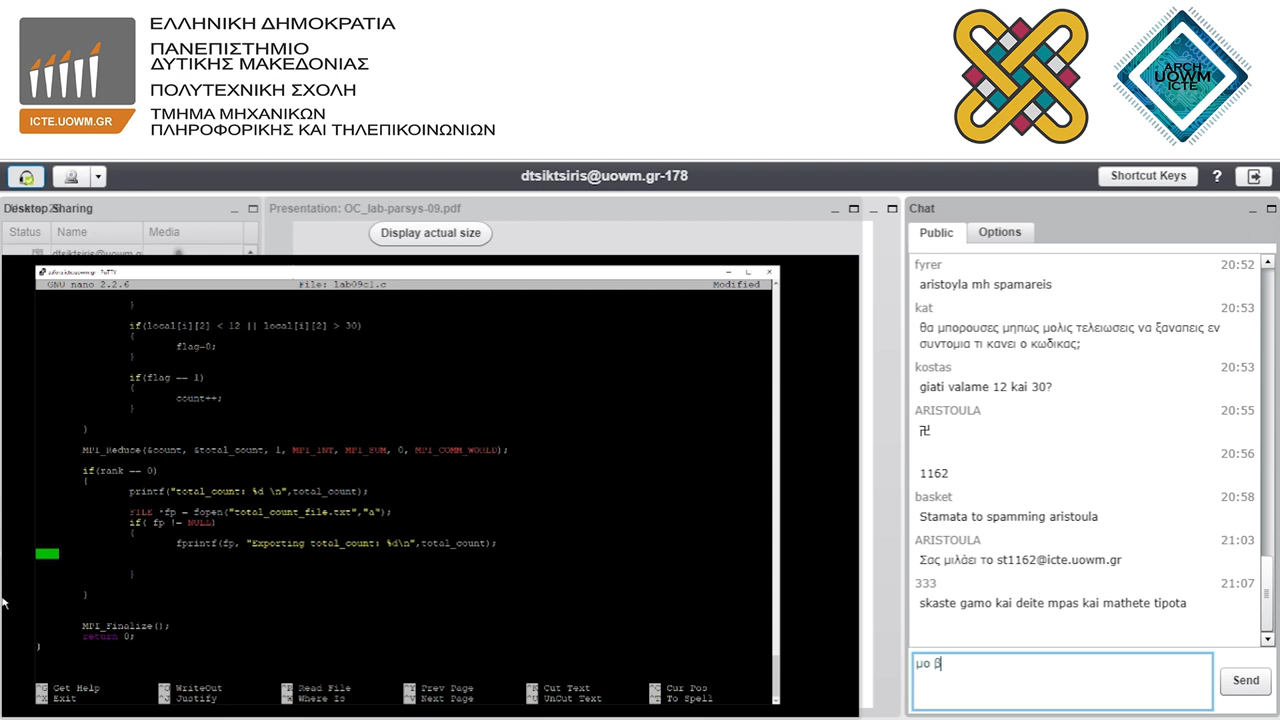 ΕΛΛΗΝΙΚΗ ΔΗΜΟΚΡΑΤΙΑ
ΠΑΝΕΠΙΣΤΗΜΙΟ
ΔΥΤΙΚΗΣ ΜΑΚΕΔΟΝΙΑΣ
ΠΟΛΥΤΕΧΝΙΚΗ ΣΧΟΛΗ
ΤΜΗΜΑ ΜΗΧΑΝΙΚΩΝ
ΠΛΗΡΟΦΟΡΙΚΗΣ ΚΑΙ ΤΗΛΕΠΙΚΟΙΝΩΝΙΩΝ
ICTE.UOWM.GR
ARCH
UOWM
ICTE
dtsiktsiris@uowm.gr-178
Shortcut Keys
?
Desktop Sharing
Status Name Media
dtsiktsiris@uowm.g
Presentation: OC_lab-parsys-09.pdf
Display actual size
GNU nano 2.2.6 File: lab09c1.c Modified
}
if(local[i][2] < 12 || local[i][2] > 30)
{
flag=0;
}
if(flag == 1)
{
count++;
}
}
MPI_Reduce(&count, &total_count, 1, MPI_INT, MPI_SUM, 0, MPI_COMM_WORLD);
if(rank == 0)
{
printf("total_count: %d \n",total_count);
FILE *fp = fopen("total_count_file.txt","a");
if( fp != NULL)
{
fprintf(fp, "Exporting total_count: %d\n",total_count);
}
}
MPI_Finalize();
return 0;
}
^G Get Help ^O WriteOut ^R Read File ^Y Prev Page ^K Cut Text ^C Cur Pos
^X Exit ^J Justify ^W Where Is ^V Next Page ^U UnCut Text ^T To Spell
Chat
Public Options
fyrer 20:52
aristoyla mh spamareis
kat 20:53
θα μπορουσες μηπως μολις τελειωσεις να ξαναπεις εν
συντομια τι κανει ο κωδικας;
kostas 20:53
giati valame 12 kai 30?
ARISTOULA 20:55
卍
20:56
1162
basket 20:58
Stamata to spamming aristoula
ARISTOULA 21:03
Σας μιλάει το st1162@icte.uowm.gr
333 21:07
skaste gamo kai deite mpas kai mathete tipota
μο β
Send